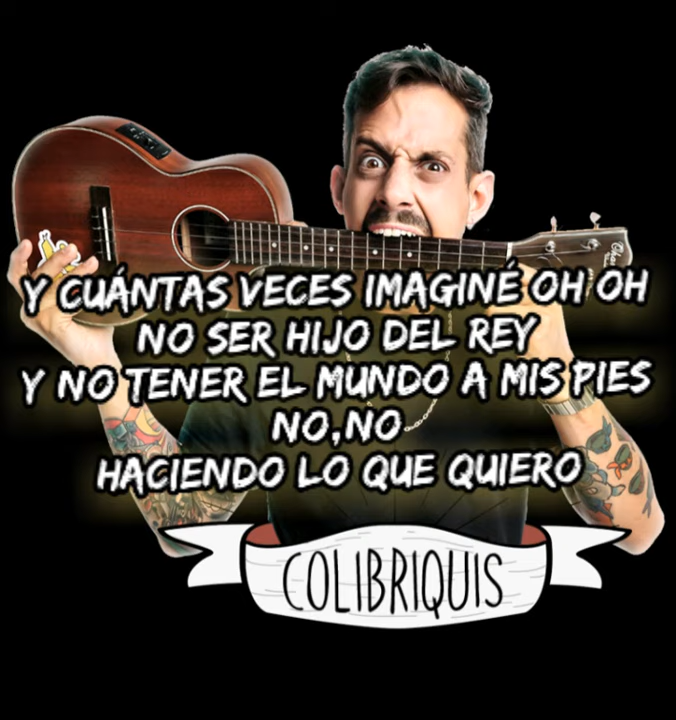 Y CUÁNTAS VECES IMAGINÉ OH OH
NO SER HIJO DEL REY
Y NO TENER EL MUNDO A MIS PIES
NO,NO
HACIENDO LO QUE QUIERO
COLIBRIQUIS